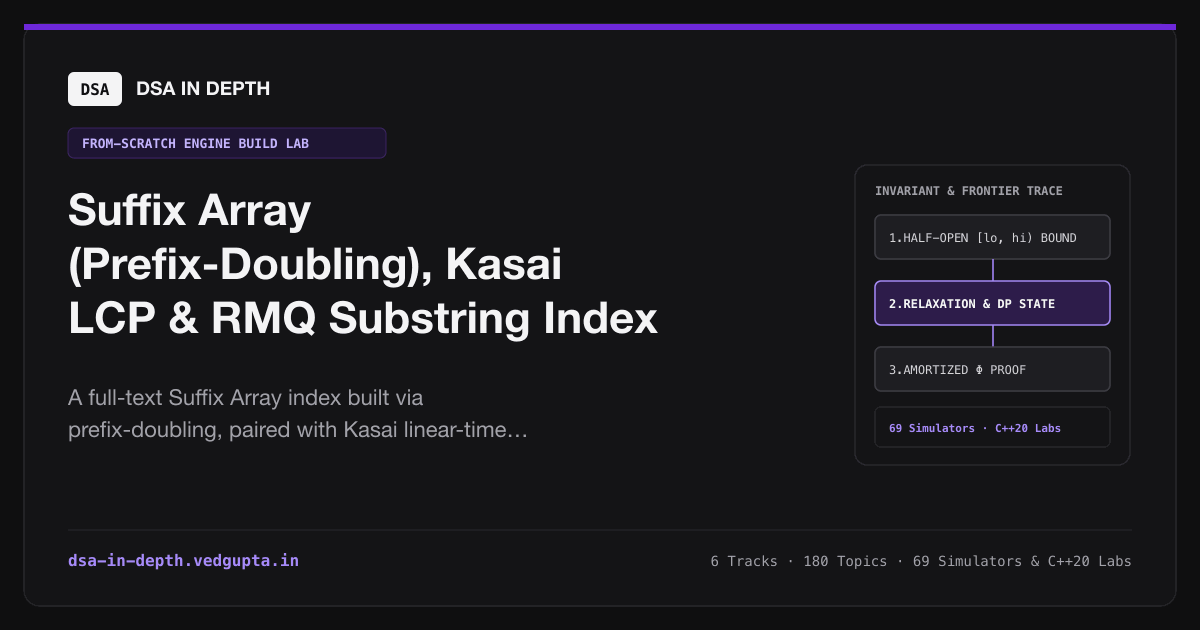 DSA DSA IN DEPTH
FROM–SCRATCH ENGINE BUILD LAB
Suffix Array
(Prefix-Doubling), Kasai
LCP & RMQ Substring Index
A full-text Suffix Array index built via
prefix-doubling, paired with Kasai linear-time…
INVARIANT & FRONTIER TRACE
1.HALF–OPEN [lo, hi) BOUND
2.RELAXATION & DP STATE
3.AMORTIZED Φ PROOF
69 Simulators · C++20 Labs
dsa–in–depth.vedgupta.in
6 Tracks · 180 Topics · 69 Simulators & C++20 Labs